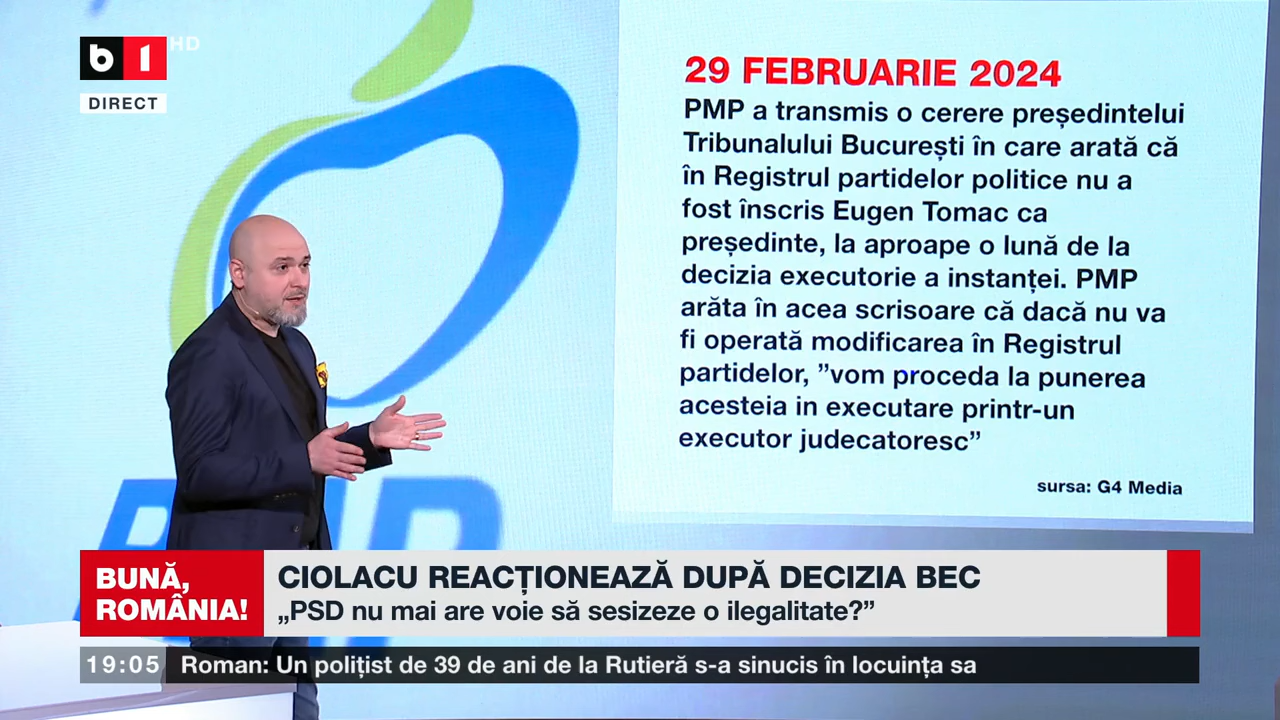 b1 HD
DIRECT
29 FEBRUARIE 2024
PMP a transmis o cerere președintelui
Tribunalului București în care arată că
în Registrul partidelor politice nu a
fost înscris Eugen Tomac ca
președinte, la aproape o lună de la
decizia executorie a instanței. PMP
arăta în acea scrisoare că dacă nu va
fi operată modificarea în Registrul
partidelor, ”vom proceda la punerea
acesteia in executare printr-un
executor judecatoresc”
sursa: G4 Media
PMP
BUNĂ,
ROMÂNIA!
CIOLACU REACȚIONEAZĂ DUPĂ DECIZIA BEC
„PSD nu mai are voie să sesizeze o ilegalitate?”
19:05 Roman: Un polițist de 39 de ani de la Rutieră s-a sinucis în locuința sa